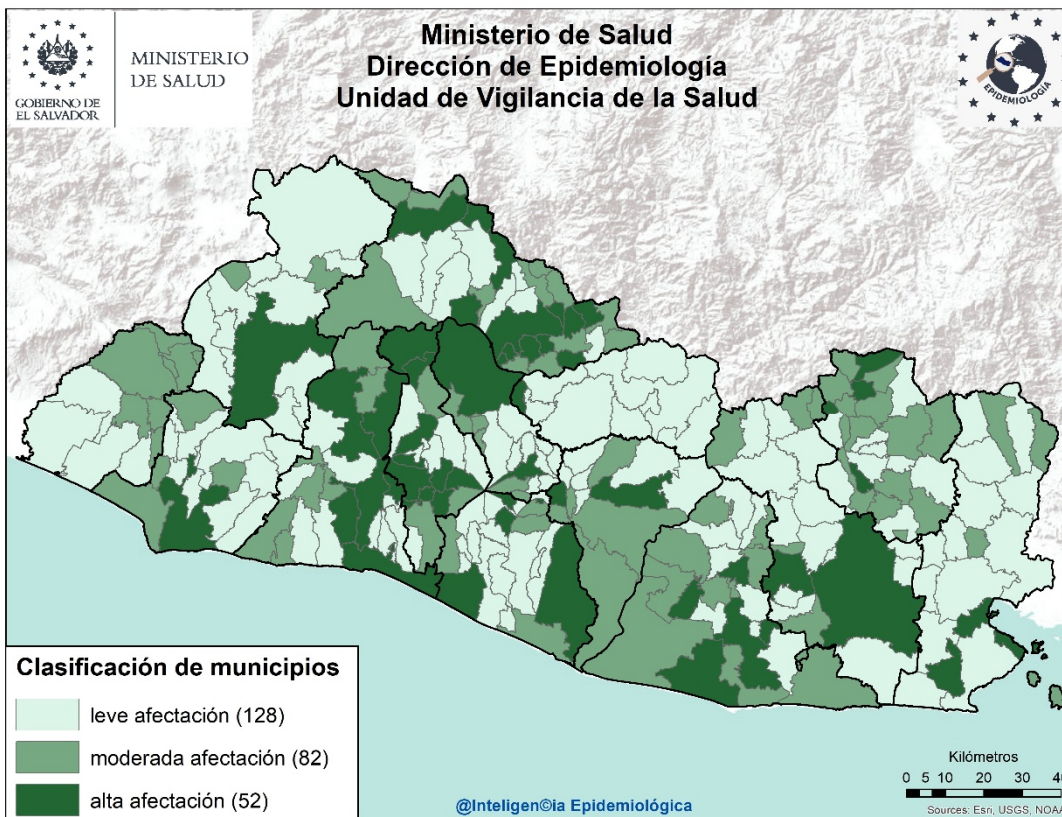 GOBIERNO DE
EL SALVADOR
MINISTERIO
DE SALUD
Ministerio de Salud
Dirección de Epidemiología
Unidad de Vigilancia de la Salud
EPIDEMIOLOGÍA
Clasificación de municipios
leve afectación (128)
moderada afectación (82)
alta afectación (52)
@Inteligen©ia Epidemiológica
Kilómetros
0 5 10 20 30 40
Sources: Esri, USGS, NOAA